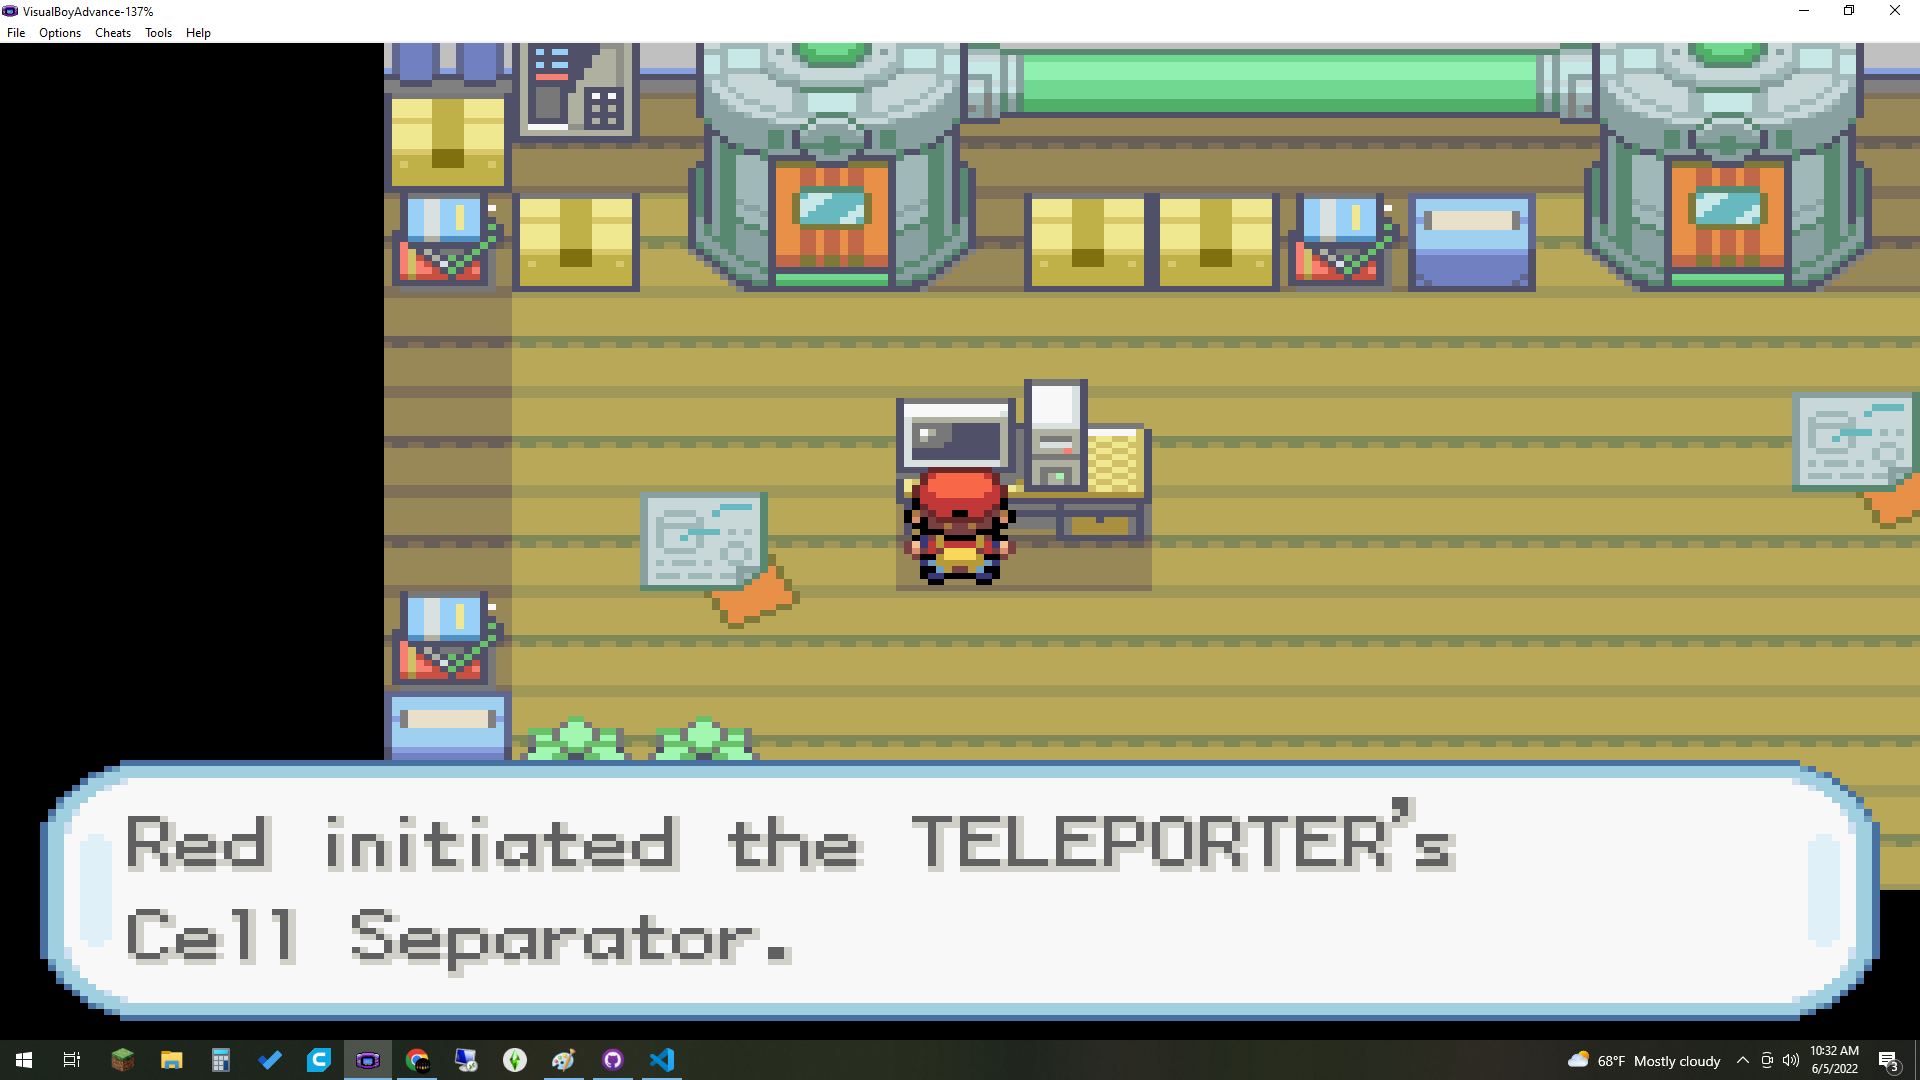 VisualBoyAdvance-137%
File Options Cheats Tools Help
Red initiated the TELEPORTER's
Cell Separator.
68°F Mostly cloudy
10:32 AM
6/5/2022
3